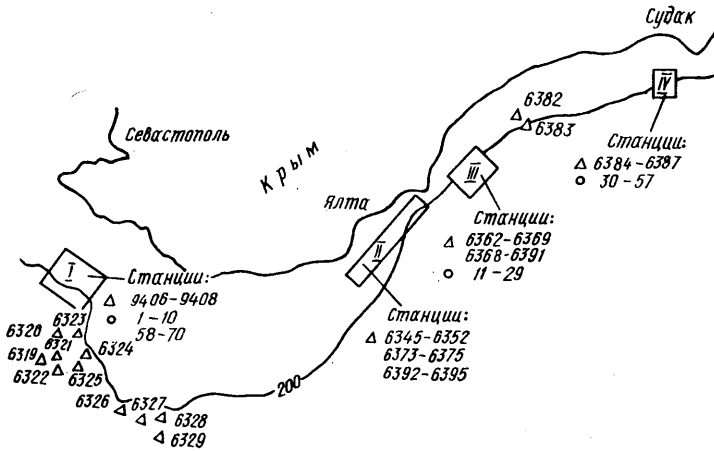 Судак
6382
6383
IV
Станции:
△ 6384-6387
○ 30-57
Севастополь
Крым
Ялта
III
Станции:
△ 6362-6369
6368-6391
○ 11-29
II
Станции:
△ 6345-6352
6373-6375
6392-6395
I
Станции:
△ 9406-9408
○ 1-10
58-70
6320
6323
6319
6321
6324
6322
6325
6326
6327
6328
6329
200